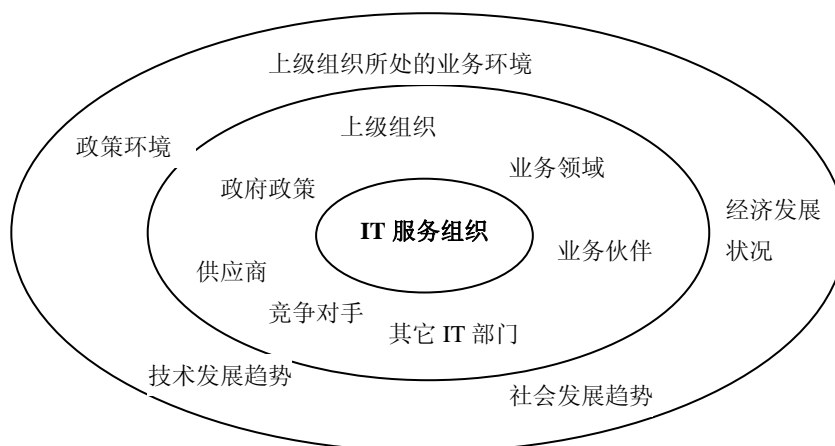 上级组织所处的业务环境
上级组织
政策环境
业务领域
政府政策
经济发展
状况
IT 服务组织
业务伙伴
供应商
竞争对手
其它 IT 部门
技术发展趋势
社会发展趋势